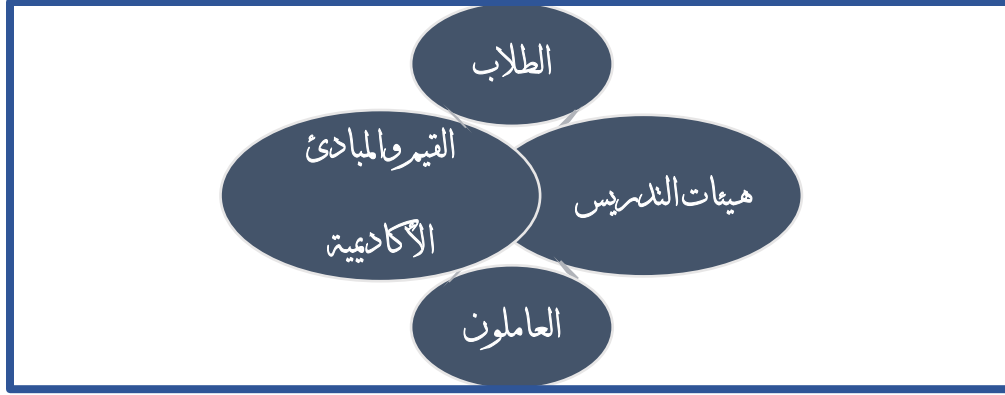 الطلاب
هيئات التدريس
القيم والمبادئ
الأكاديمية
العاملون